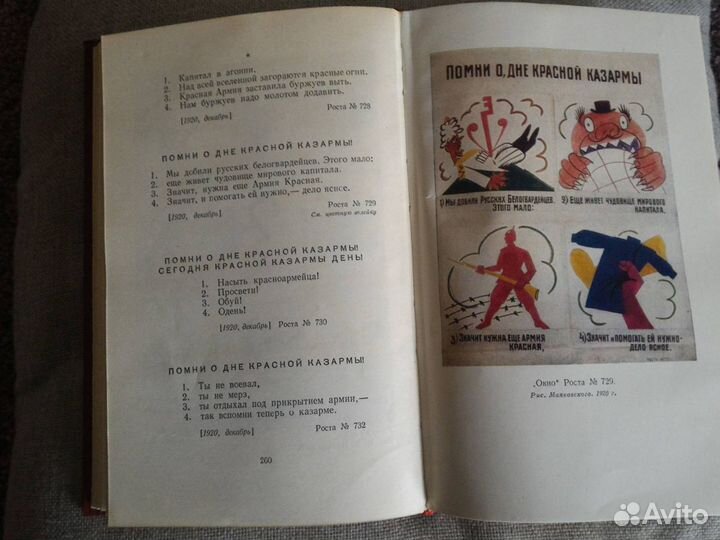 *
1. Капитал в агонии.
2. Над всей вселенной загораются красные огни.
3. Красная Армия заставила буржуев выть.
4. Нам буржуев надо молотом додавить.
[1920, декабрь] Роста № 728
ПОМНИ О ДНЕ КРАСНОЙ КАЗАРМЫ!
1. Мы добили русских белогвардейцев. Этого мало:
2. еще живет чудовище мирового капитала.
3. Значит, нужна еще Армия Красная.
4. Значит, и помогать ей нужно,— дело ясное.
Роста № 729
[1920, декабрь] См. цветную вклейку
ПОМНИ О ДНЕ КРАСНОЙ КАЗАРМЫ!
СЕГОДНЯ КРАСНОЙ КАЗАРМЫ ДЕНЬ!
1. Насыть красноармейца!
2. Просвети!
3. Обуй!
4. Одень!
[1920, декабрь] Роста № 730
ПОМНИ О ДНЕ КРАСНОЙ КАЗАРМЫ!
1. Ты не воевал,
2. ты не мерз,
3. ты отдыхал под прикрытием армии,—
4. так вспомни теперь о казарме.
[1920, декабрь] Роста № 732
260
ПОМНИ О ДНЕ КРАСНОЙ КАЗАРМЫ
1) МЫ ДОБИЛИ РУССКИХ БЕЛОГВАРДЕЙЦЕВ.
ЭТОГО МАЛО:
2) ЕЩЕ ЖИВЕТ ЧУДОВИЩЕ МИРОВОГО
КАПИТАЛА.
3) ЗНАЧИТ НУЖНА ЕЩЕ АРМИЯ
КРАСНАЯ,
4) ЗНАЧИТ И ПОМОГАТЬ ЕЙ НУЖНО-
ДЕЛО ЯСНОЕ.
„Окно" Роста № 729.
Рис. Маяковского. 1920 г.
Avito